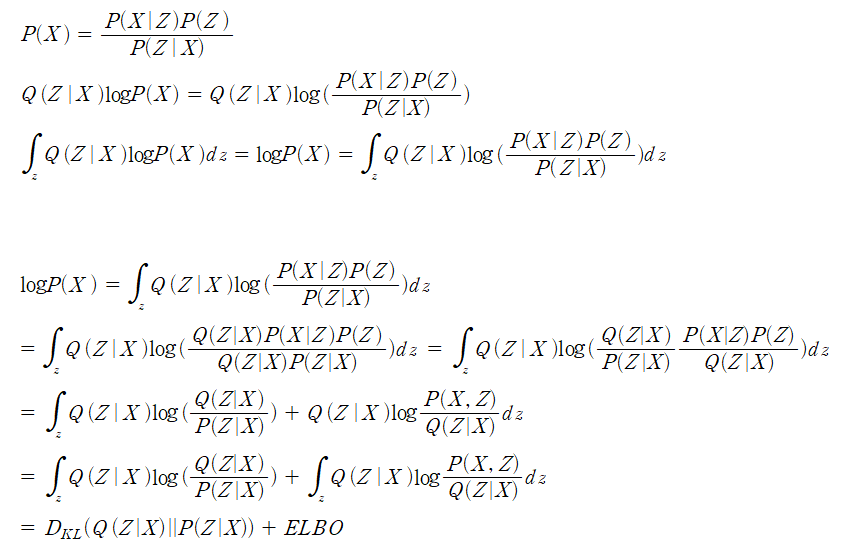 P(X) = P(X|Z)P(Z) / P(Z|X)
Q(Z|X)logP(X) = Q(Z|X)log(P(X|Z)P(Z) / P(Z|X))
∫_z Q(Z|X)logP(X)dz = logP(X) = ∫_z Q(Z|X)log(P(X|Z)P(Z) / P(Z|X))dz
logP(X) = ∫_z Q(Z|X)log(P(X|Z)P(Z) / P(Z|X))dz
= ∫_z Q(Z|X)log(Q(Z|X)P(X|Z)P(Z) / Q(Z|X)P(Z|X))dz = ∫_z Q(Z|X)log(Q(Z|X) / P(Z|X) P(X|Z)P(Z) / Q(Z|X))dz
= ∫_z Q(Z|X)log(Q(Z|X) / P(Z|X)) + Q(Z|X)log P(X, Z) / Q(Z|X) dz
= ∫_z Q(Z|X)log(Q(Z|X) / P(Z|X)) + ∫_z Q(Z|X)log P(X, Z) / Q(Z|X) dz
= D_KL(Q(Z|X)||P(Z|X)) + ELBO